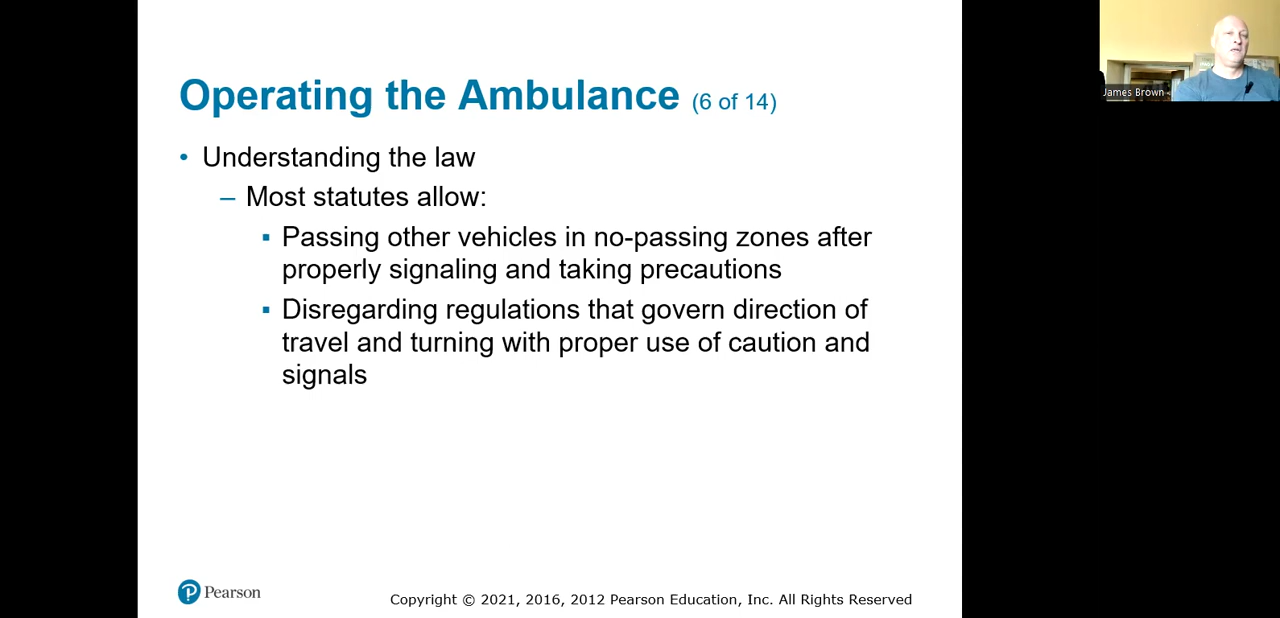 Operating the Ambulance (6 of 14)
• Understanding the law
– Most statutes allow:
▪ Passing other vehicles in no-passing zones after
properly signaling and taking precautions
▪ Disregarding regulations that govern direction of
travel and turning with proper use of caution and
signals
Pearson
Copyright © 2021, 2016, 2012 Pearson Education, Inc. All Rights Reserved
James Brown